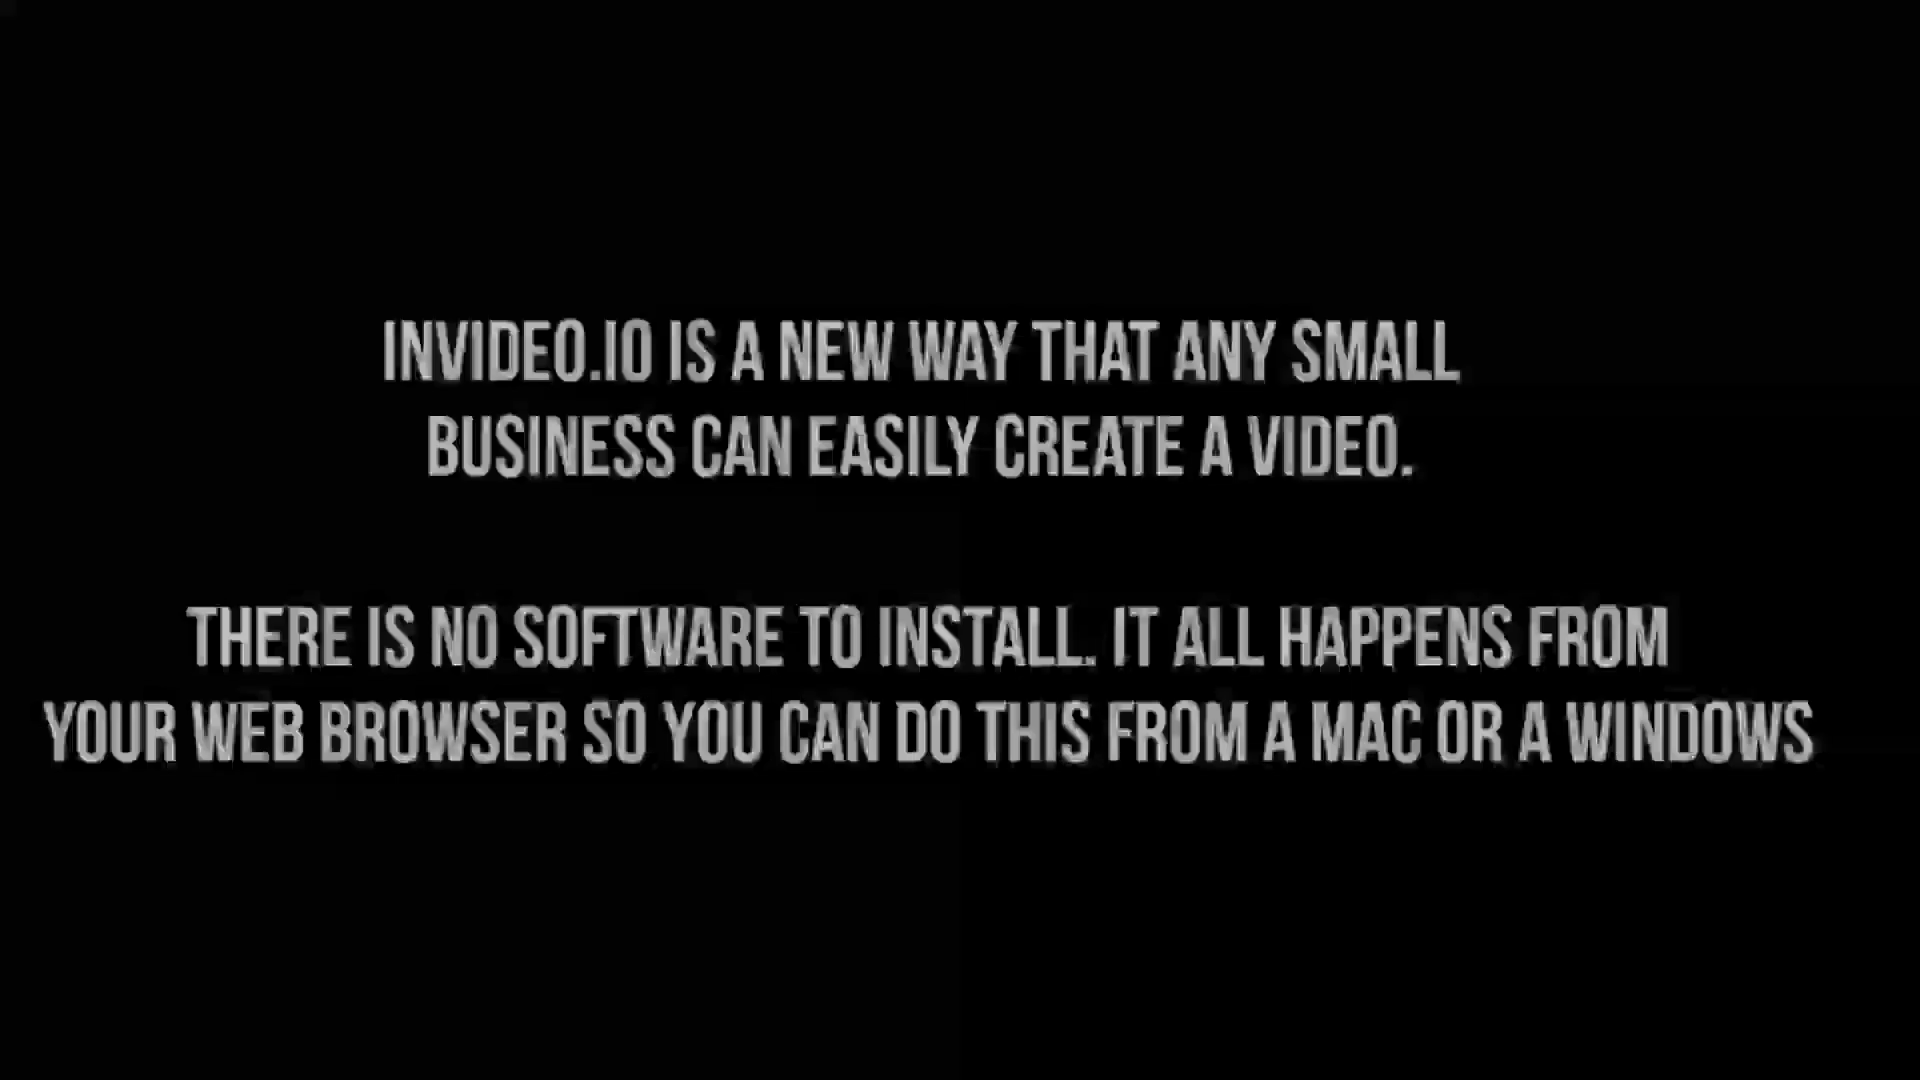 INVIDEO.IO IS A NEW WAY THAT ANY SMALL
BUSINESS CAN EASILY CREATE A VIDEO.
THERE IS NO SOFTWARE TO INSTALL. IT ALL HAPPENS FROM
YOUR WEB BROWSER SO YOU CAN DO THIS FROM A MAC OR A WINDOWS